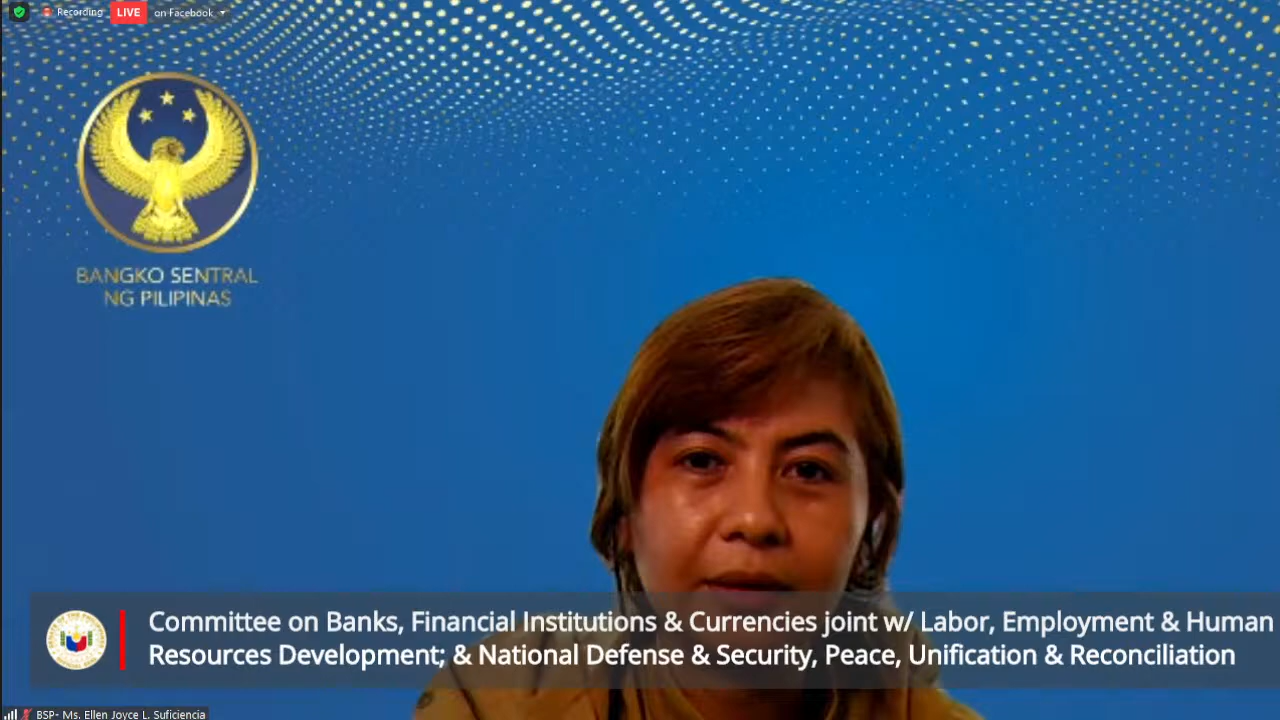 Recording LIVE on Facebook
BANGKO SENTRAL
NG PILIPINAS
Committee on Banks, Financial Institutions & Currencies joint w/ Labor, Employment & Human
Resources Development; & National Defense & Security, Peace, Unification & Reconciliation
BSP- Ms. Ellen Joyce L. Suficiencia